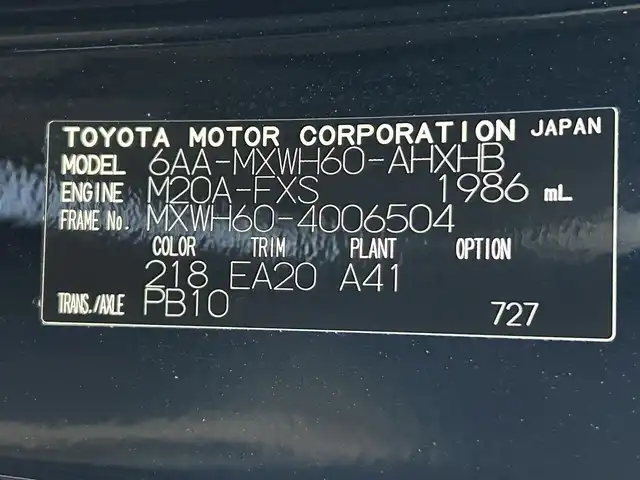 TOYOTA MOTOR CORPORATION JAPAN
MODEL 6AA-MXWH60-AHXHB
ENGINE M20A-FXS 1986 mL
FRAME No. MXWH60-4006504
COLOR TRIM PLANT OPTION
218 EA20 A41
TRANS./AXLE PB10 727